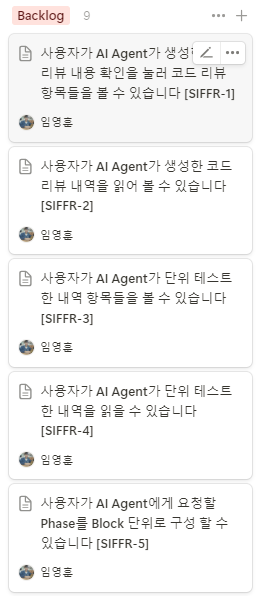 Backlog 9
사용자가 AI Agent가 생성
리뷰 내용 확인을 눌러 코드 리뷰
항목들을 볼 수 있습니다 [SIFFR-1]
임영훈
사용자가 AI Agent가 생성한 코드
리뷰 내역을 읽어 볼 수 있습니다
[SIFFR-2]
임영훈
사용자가 AI Agent가 단위 테스트
한 내역 항목들을 볼 수 있습니다
[SIFFR-3]
임영훈
사용자가 AI Agent가 단위 테스트
한 내역을 읽을 수 있습니다
[SIFFR-4]
임영훈
사용자가 AI Agent에게 요청할
Phase를 Block 단위로 구성 할 수
있습니다 [SIFFR-5]
임영훈